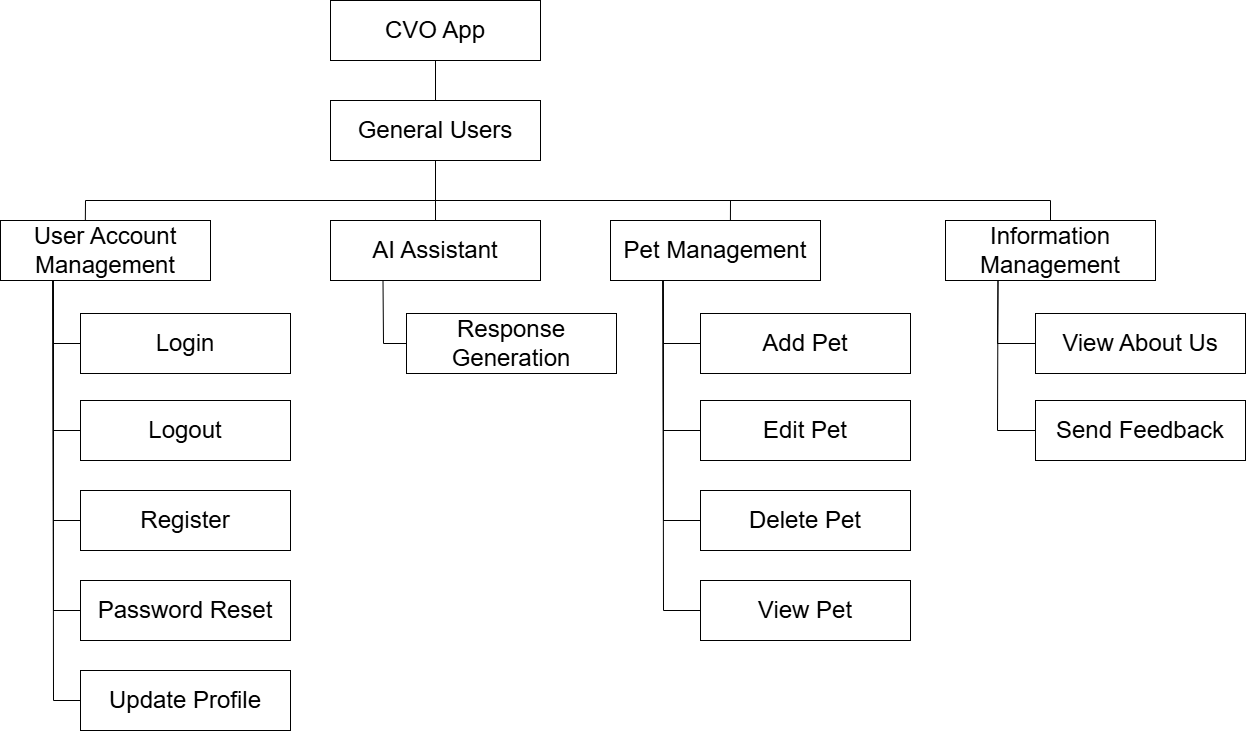 CVO App
General Users
User Account
Management
AI Assistant
Pet Management
Information
Management
Login
Response
Generation
Add Pet
View About Us
Logout
Edit Pet
Send Feedback
Register
Delete Pet
Password Reset
View Pet
Update Profile